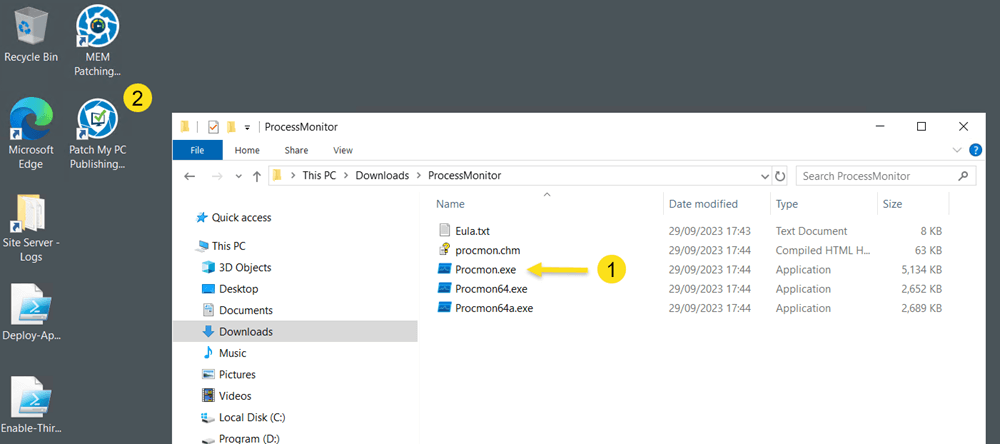 Recycle Bin
MEM
Patching...
2
Microsoft
Edge
Patch My PC
Publishing...
Site Server -
Logs
Deploy-Ap...
Enable-Thir...
ProcessMonitor
File Home Share View
?
This PC Downloads ProcessMonitor
Search ProcessMonitor
Quick access
This PC
3D Objects
Desktop
Documents
Downloads
Music
Pictures
Videos
Local Disk (C:)
Program (D:)
Name Date modified Type Size
Eula.txt 29/09/2023 17:43 Text Document 8 KB
procmon.chm 29/09/2023 17:44 Compiled HTML H... 63 KB
Procmon.exe 1 29/09/2023 17:44 Application 5,134 KB
Procmon64.exe 29/09/2023 17:44 Application 2,652 KB
Procmon64a.exe 29/09/2023 17:44 Application 2,689 KB